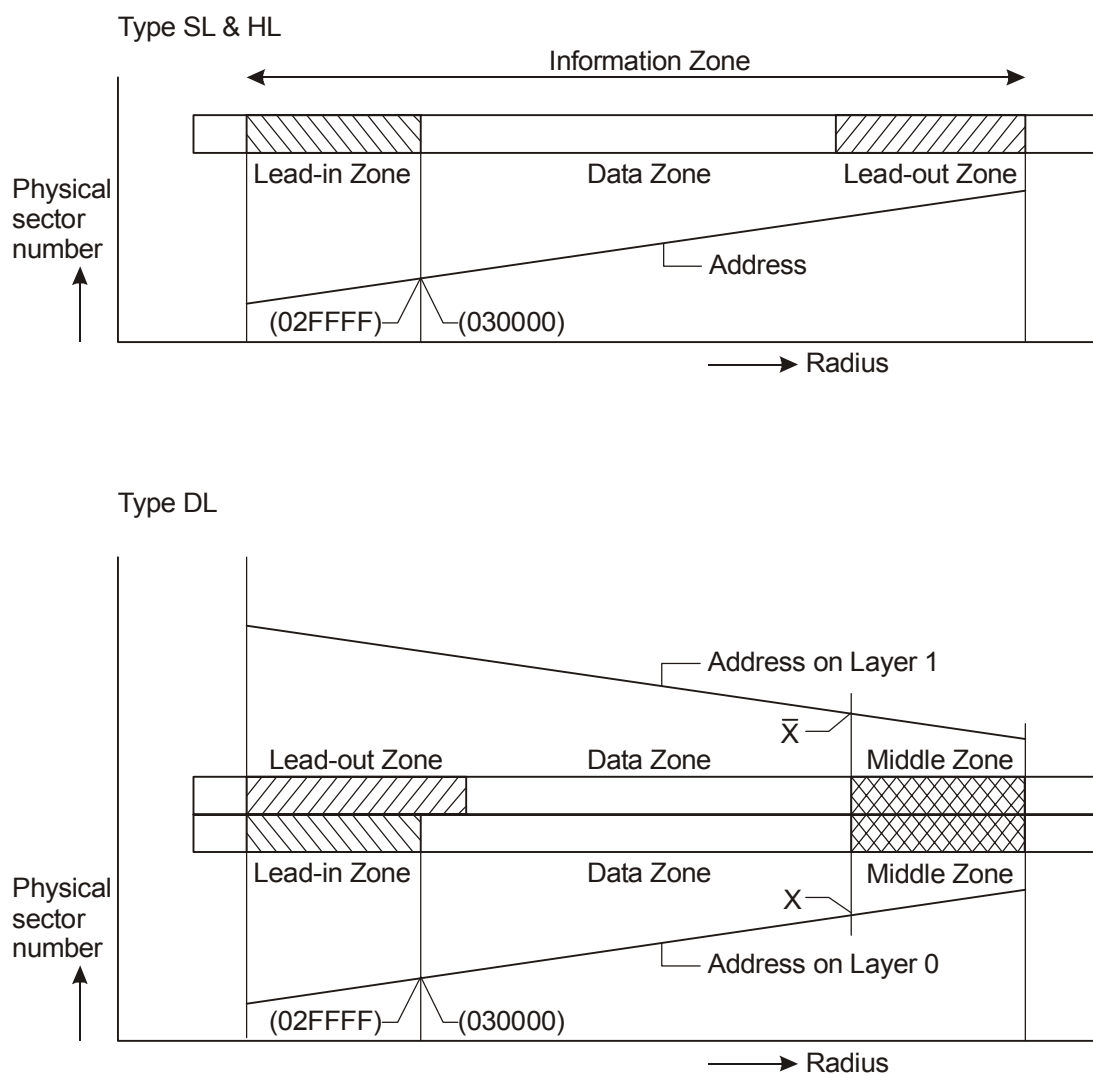 Type SL & HL
Information Zone
Lead-in Zone
Data Zone
Lead-out Zone
Physical
sector
number
Address
(02FFFF)
(030000)
Radius
Type DL
Address on Layer 1
X̅
Lead-out Zone
Data Zone
Middle Zone
Lead-in Zone
Data Zone
Middle Zone
Physical
sector
number
X
Address on Layer 0
(02FFFF)
(030000)
Radius